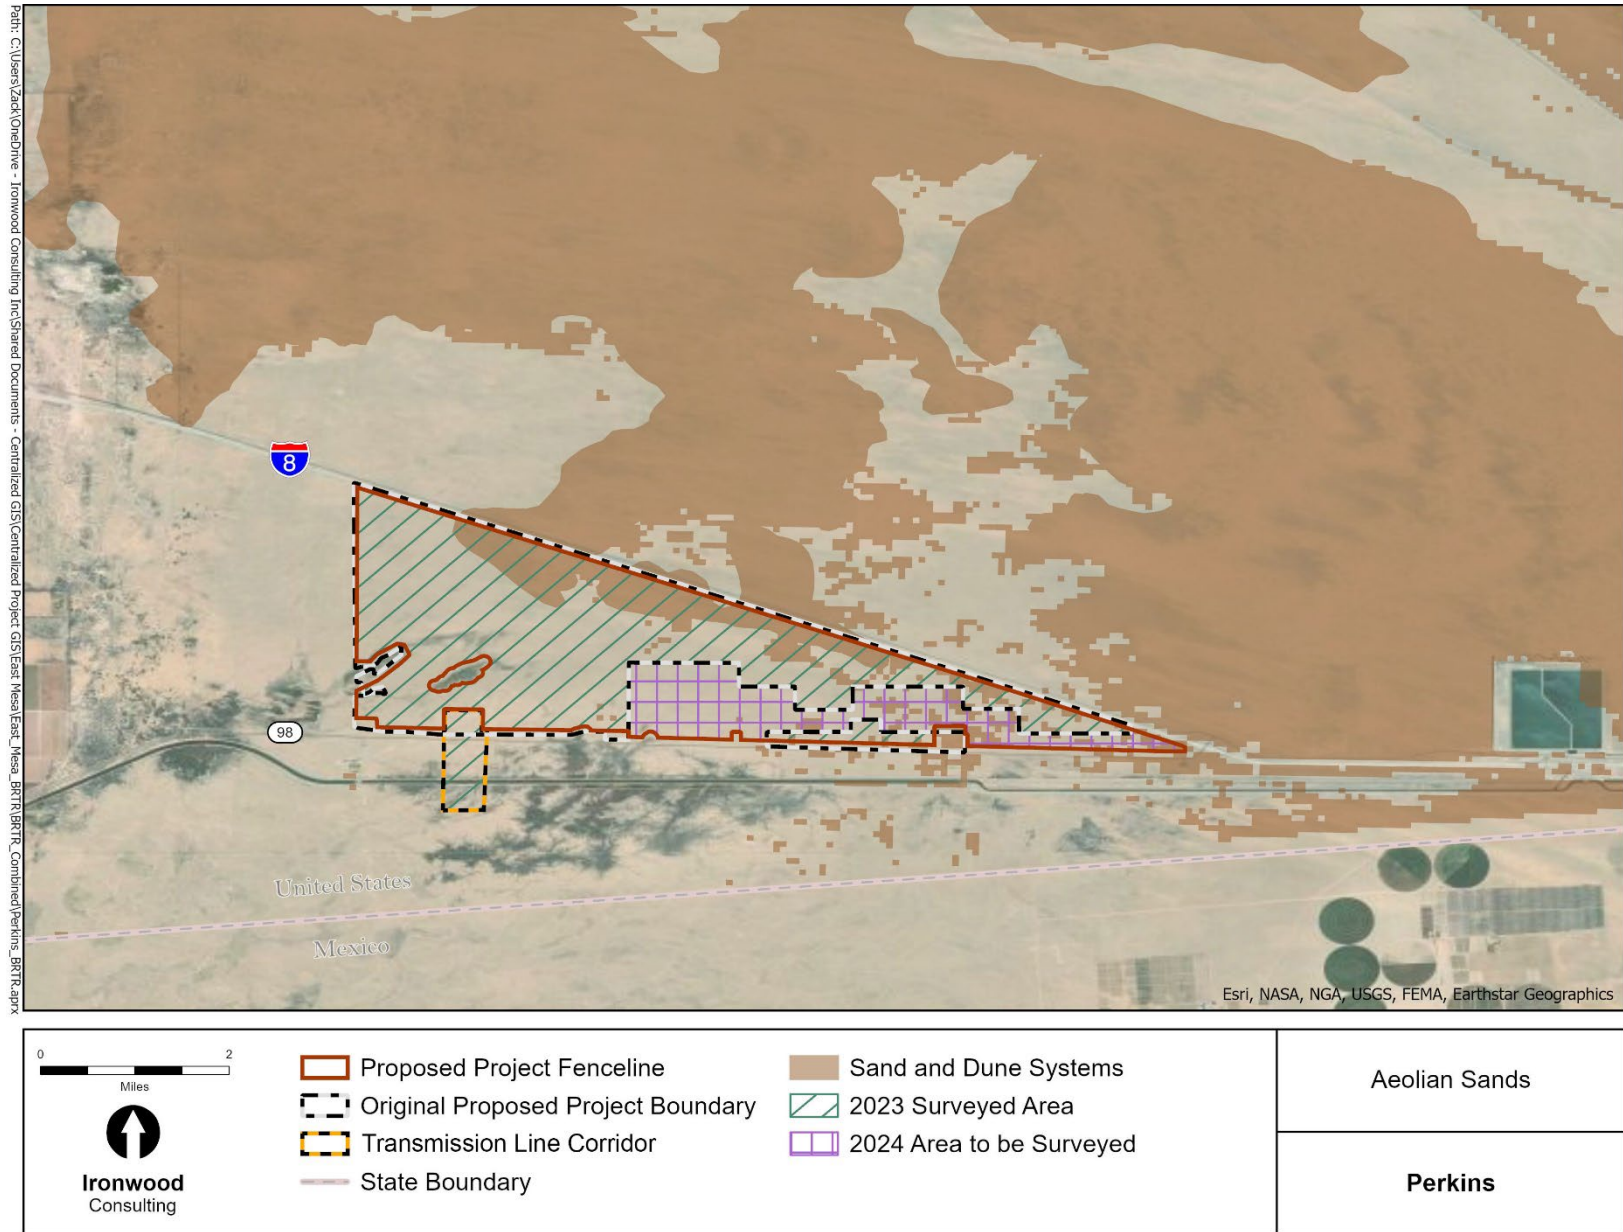 Path: C:\Users\Zack\OneDrive - Ironwood Consulting Inc\Shared Documents - Centralized GIS\Centralized Project GIS\East Mesa\East_Mesa_BRTR\BRTR_Combined\Perkins_BRTR.aprx
8
98
United States
Mexico
Esri, NASA, NGA, USGS, FEMA, Earthstar Geographics
0 2
Miles
Ironwood
Consulting
Proposed Project Fenceline
Original Proposed Project Boundary
Transmission Line Corridor
State Boundary
Sand and Dune Systems
2023 Surveyed Area
2024 Area to be Surveyed
Aeolian Sands
Perkins